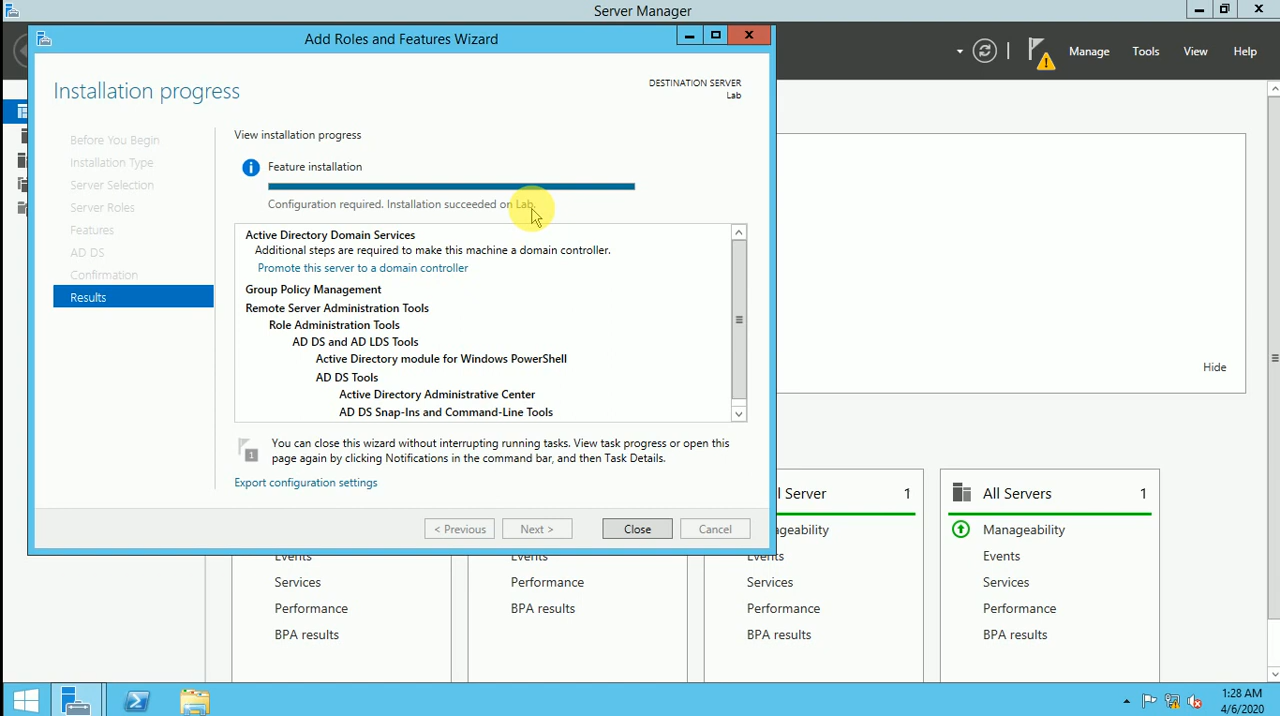 Server Manager
Add Roles and Features Wizard
Manage
Tools
View
Help
Installation progress
DESTINATION SERVER
Lab
Before You Begin
Installation Type
Server Selection
Server Roles
Features
AD DS
Confirmation
Results
View installation progress
Feature installation
Configuration required. Installation succeeded on Lab.
Active Directory Domain Services
Additional steps are required to make this machine a domain controller.
Promote this server to a domain controller
Group Policy Management
Remote Server Administration Tools
Role Administration Tools
AD DS and AD LDS Tools
Active Directory module for Windows PowerShell
AD DS Tools
Active Directory Administrative Center
AD DS Snap-Ins and Command-Line Tools
1
You can close this wizard without interrupting running tasks. View task progress or open this
page again by clicking Notifications in the command bar, and then Task Details.
Export configuration settings
< Previous
Next >
Close
Cancel
Hide
Events
Services
Performance
BPA results
Events
Performance
BPA results
Server 1
Events
Services
Performance
BPA results
All Servers 1
Manageability
Events
Services
Performance
BPA results
1:28 AM
4/6/2020